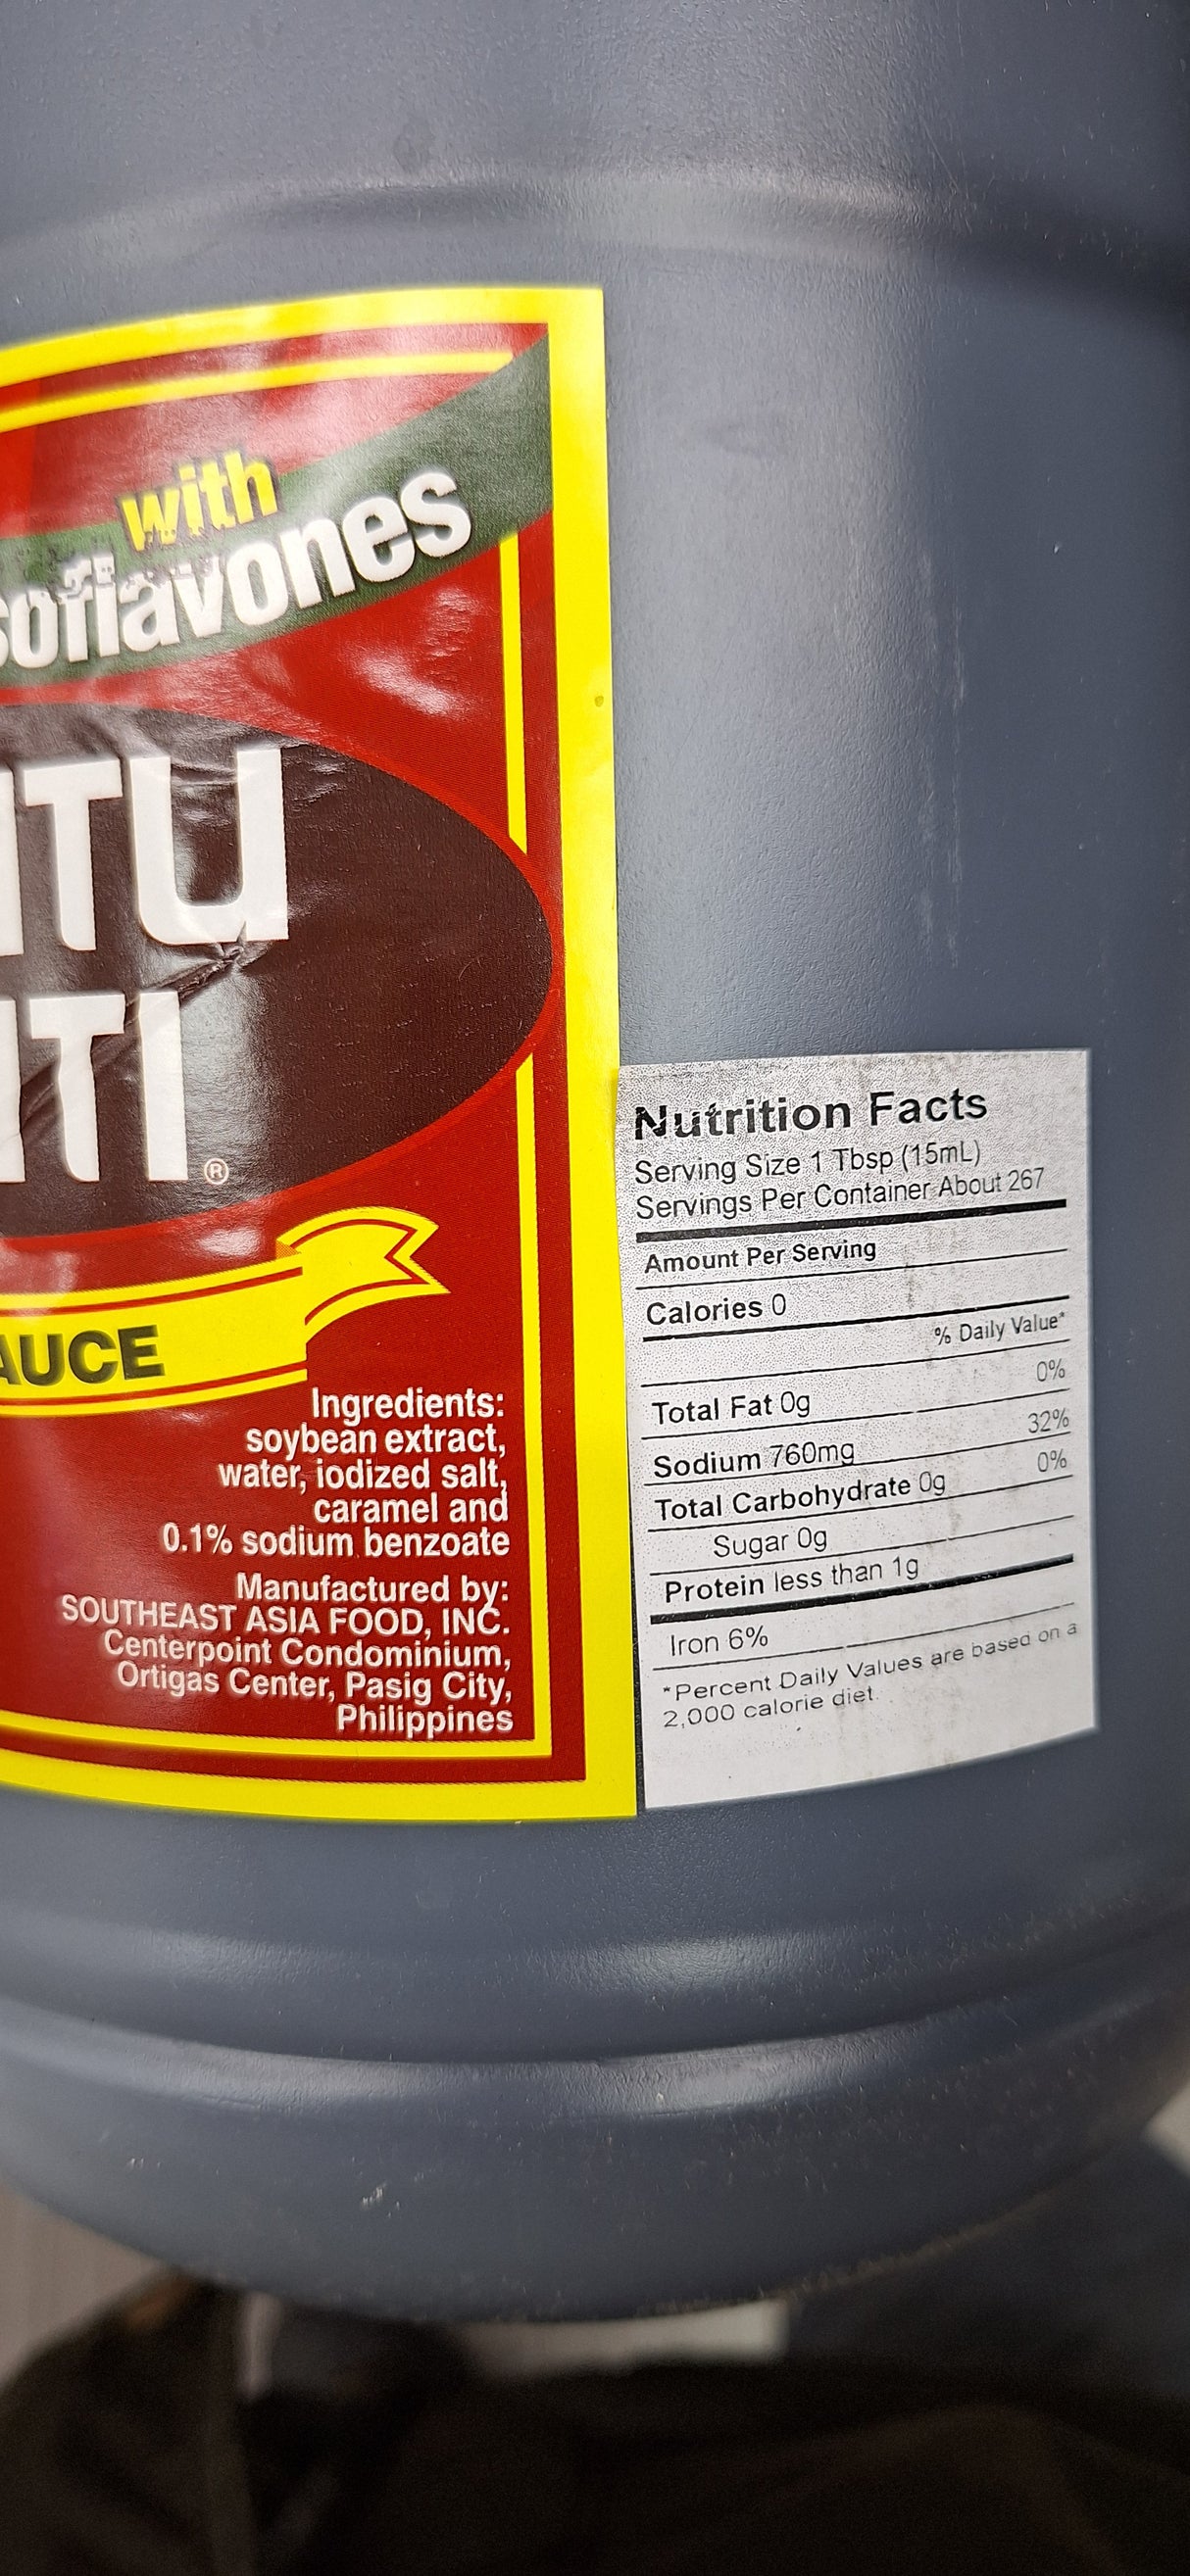 with
soflavones
ITU
ITI®
AUCE
Ingredients:
soybean extract,
water, iodized salt,
caramel and
0.1% sodium benzoate
Manufactured by:
SOUTHEAST ASIA FOOD, INC.
Centerpoint Condominium,
Ortigas Center, Pasig City,
Philippines
Nutrition Facts
Serving Size 1 Tbsp (15mL)
Servings Per Container About 267
Amount Per Serving
Calories 0
% Daily Value*
Total Fat 0g 0%
Sodium 760mg 32%
Total Carbohydrate 0g 0%
Sugar 0g
Protein less than 1g
Iron 6%
*Percent Daily Values are based on a
2,000 calorie diet.